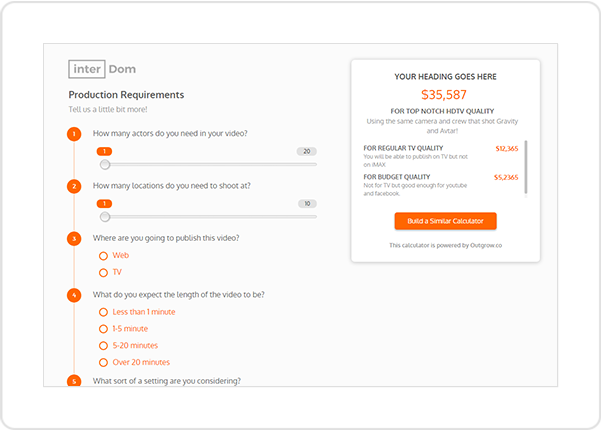 inter Dom
Production Requirements
Tell us a little bit more!
1
How many actors do you need in your video?
1
20
2
How many locations do you need to shoot at?
1
10
3
Where are you going to publish this video?
Web
TV
4
What do you expect the length of the video to be?
Less than 1 minute
1-5 minute
5-20 minutes
Over 20 minutes
5
What sort of a setting are you considering?
YOUR HEADING GOES HERE
$35,587
FOR TOP NOTCH HDTV QUALITY
Using the same camera and crew that shot Gravity
and Avtar!
FOR REGULAR TV QUALITY
$12,365
You will be able to publish on TV but not
on IMAX
FOR BUDGET QUALITY
$5,2365
Not for TV but good enough for youtube
and facebook.
Build a Similar Calculator
This calculator is powered by Outgrow.co